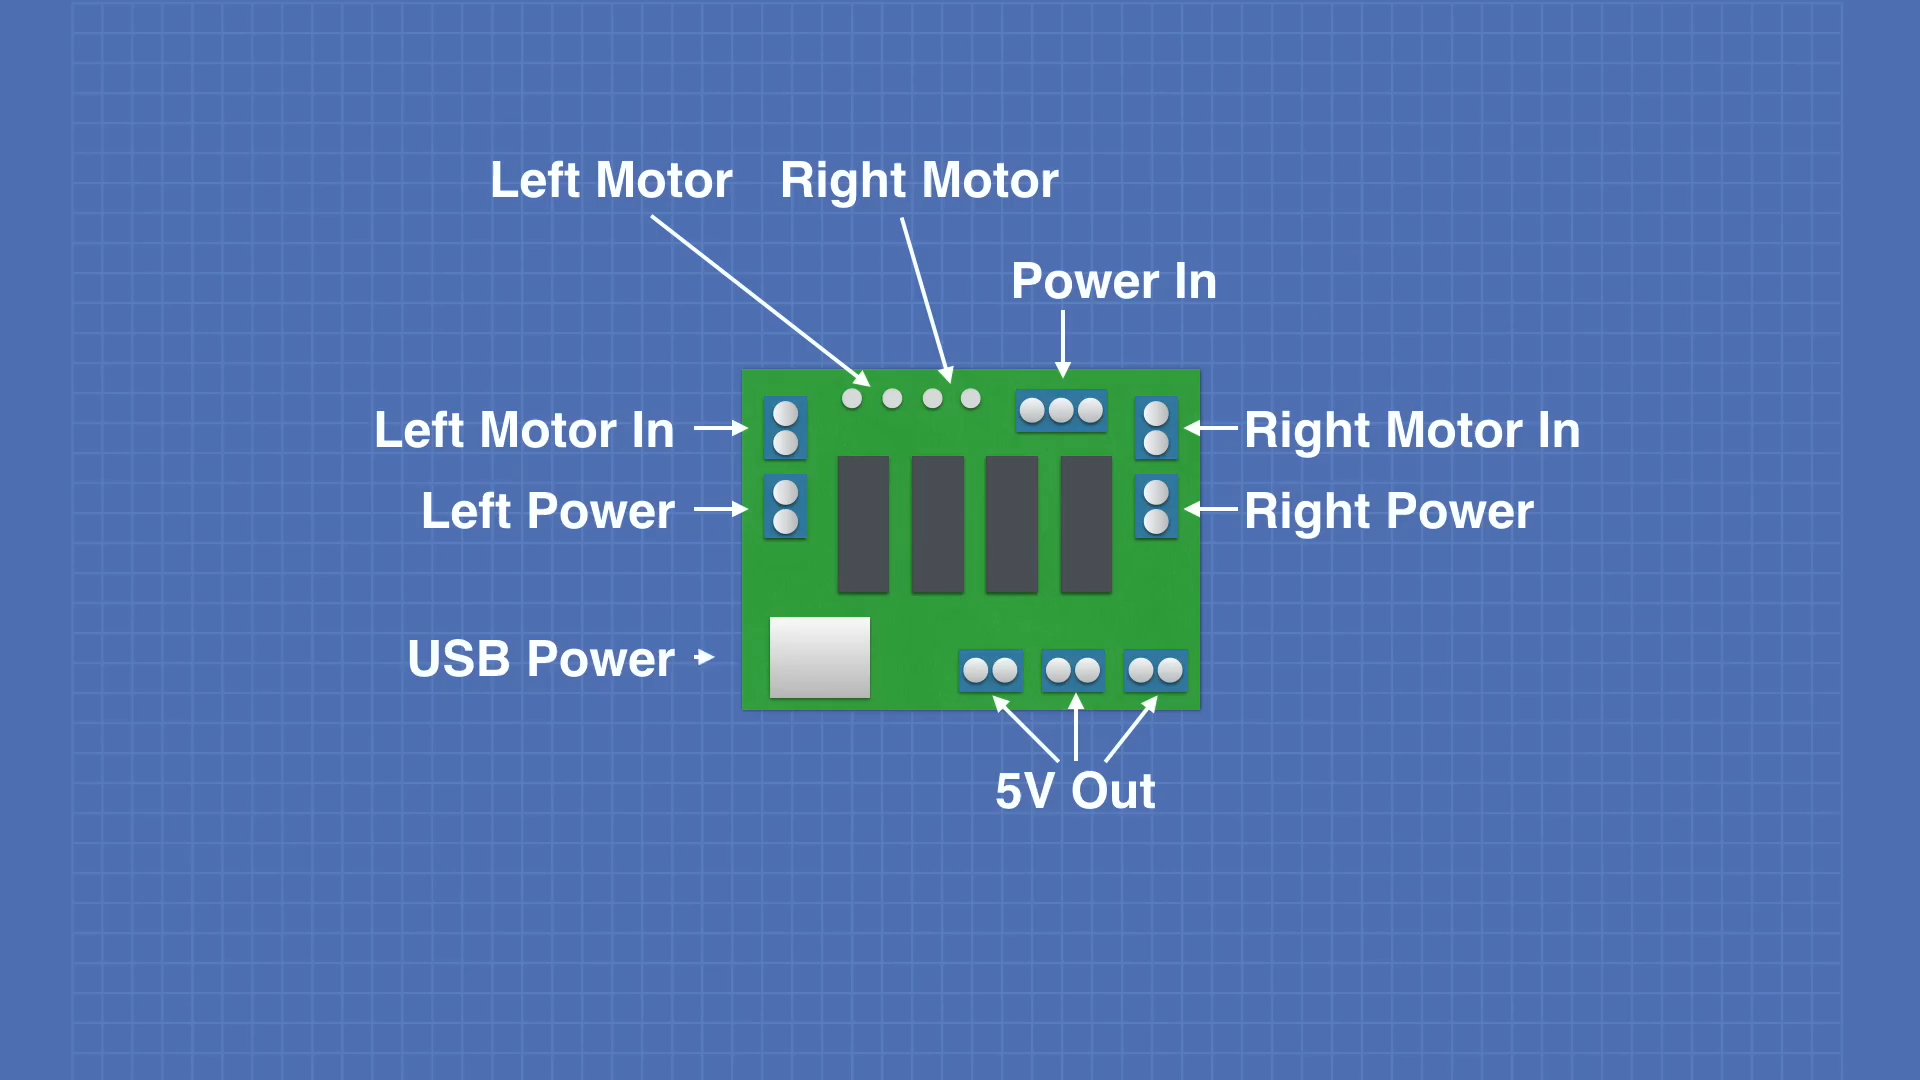 Left Motor
Right Motor
Power In
Left Motor In
Right Motor In
Left Power
Right Power
USB Power
5V Out